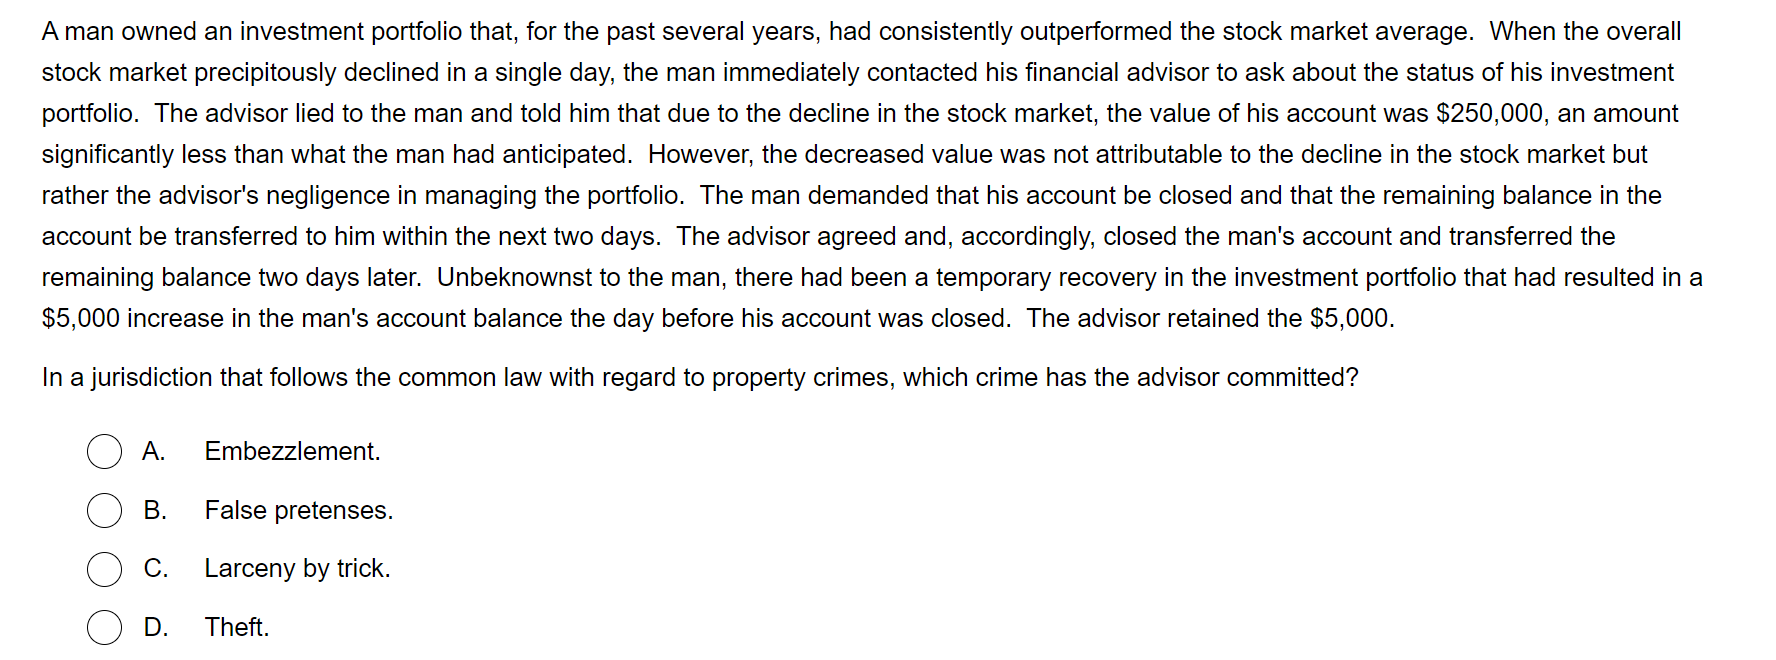 A man owned an investment portfolio that, for the past several years, had consistently outperformed the stock market average.  When the overall
stock market precipitously declined in a single day, the man immediately contacted his financial advisor to ask about the status of his investment
portfolio.  The advisor lied to the man and told him that due to the decline in the stock market, the value of his account was $250,000, an amount
significantly less than what the man had anticipated.  However, the decreased value was not attributable to the decline in the stock market but
rather the advisor's negligence in managing the portfolio.  The man demanded that his account be closed and that the remaining balance in the
account be transferred to him within the next two days.  The advisor agreed and, accordingly, closed the man's account and transferred the
remaining balance two days later.  Unbeknownst to the man, there had been a temporary recovery in the investment portfolio that had resulted in a
$5,000 increase in the man's account balance the day before his account was closed.  The advisor retained the $5,000.
In a jurisdiction that follows the common law with regard to property crimes, which crime has the advisor committed?
A. Embezzlement.
B. False pretenses.
C. Larceny by trick.
D. Theft.